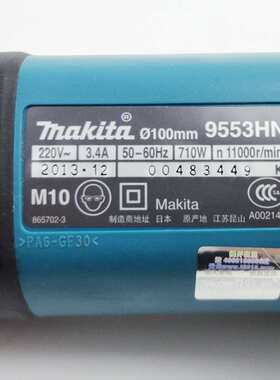 makita® Ø100mm 9553HN
220V~ 3.4A 50-60Hz 710W n 11000r/min
2013·12 00483449 K
M10 Makita A00214
865702-3 制造商地址 日本 原产地 江苏昆山
>PA6-GF30<